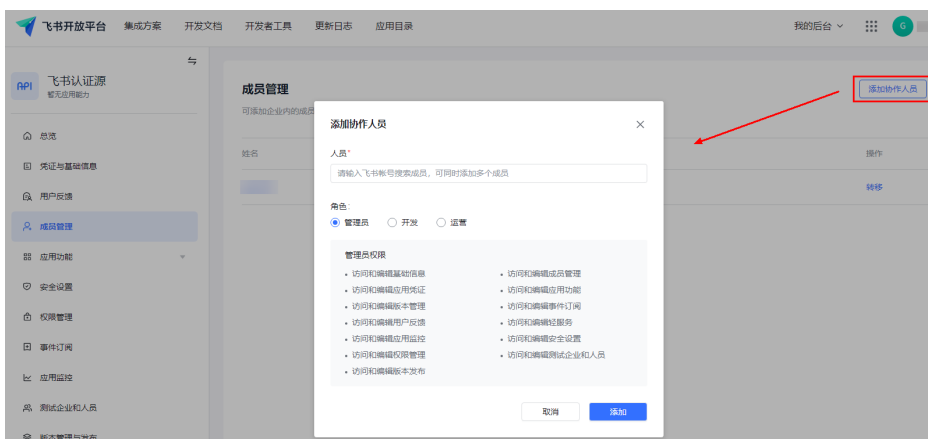 飞书开放平台 集成方案 开发文档 开发者工具 更新日志 应用目录 我的后台 G
API 飞书认证源
暂无应用能力
总览
凭证与基础信息
用户反馈
成员管理
应用功能
安全设置
权限管理
事件订阅
应用监控
测试企业和人员
版本管理与发布
成员管理 添加协作人员
可添加企业内的成员
姓名 操作
转移
添加协作人员
人员*
请输入飞书帐号搜索成员，可同时添加多个成员
角色:
管理员 开发 运营
管理员权限
• 访问和编辑基础信息 • 访问和编辑成员管理
• 访问和编辑应用凭证 • 访问和编辑应用功能
• 访问和编辑版本管理 • 访问和编辑事件订阅
• 访问和编辑用户反馈 • 访问和编辑轻服务
• 访问和编辑应用监控 • 访问和编辑安全设置
• 访问和编辑权限管理 • 访问和编辑测试企业和人员
• 访问和编辑版本发布
取消 添加